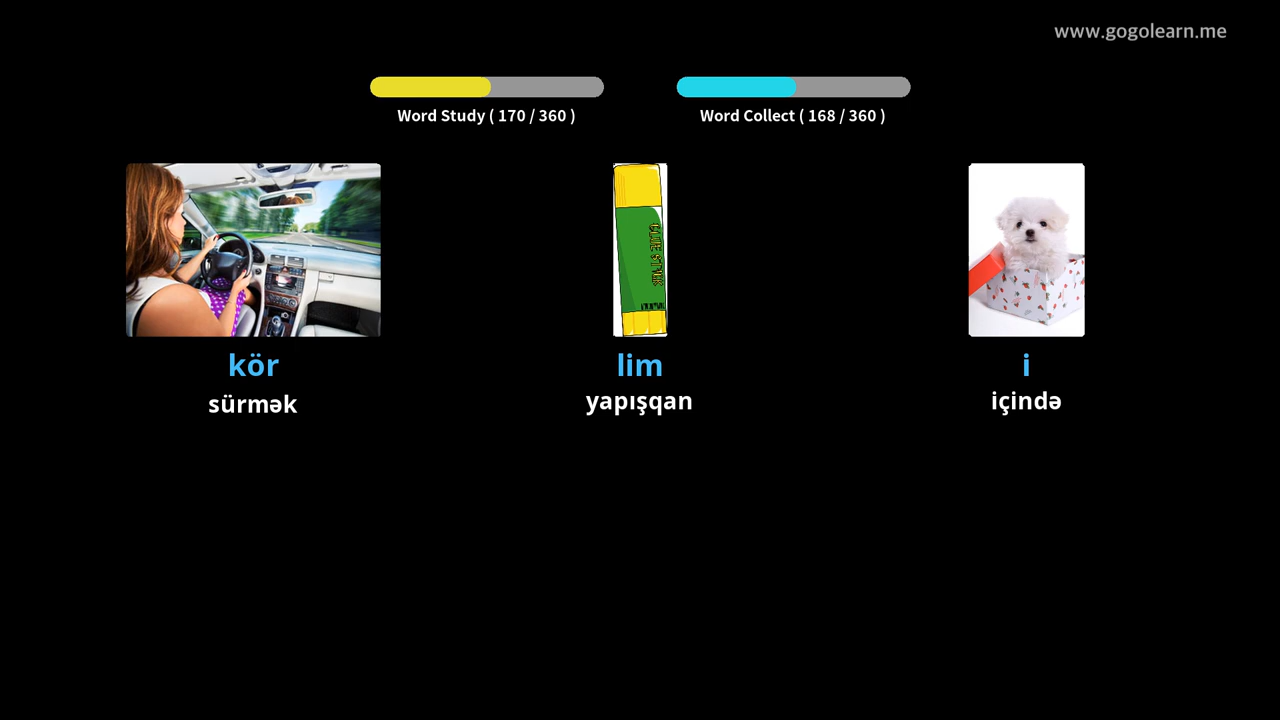 www.gogolearn.me
Word Study ( 170 / 360 )
Word Collect ( 168 / 360 )
kör
lim
i
sürmək
yapışqan
içində